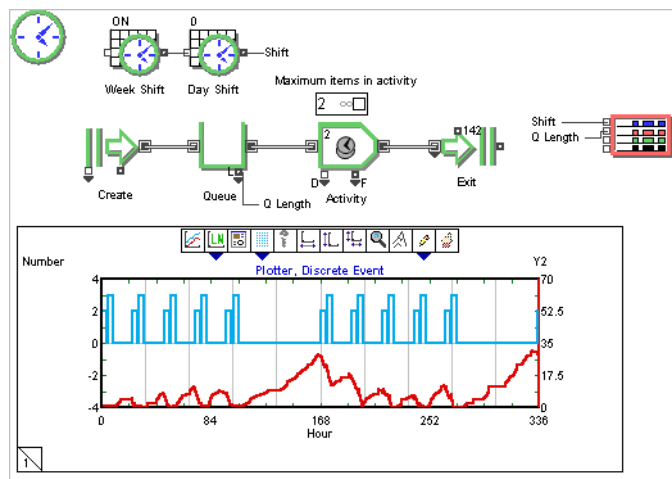 ON
0
Shift
Week Shift
Day Shift
Maximum items in activity
2
2
142
Shift
Q Length
L
D
F
Create
Queue
Q Length
Activity
Exit
LN
Number
Plotter, Discrete Event
Y2
4
70
2
52.5
0
35
-2
17.5
-4
0
0
84
168
252
336
Hour
1